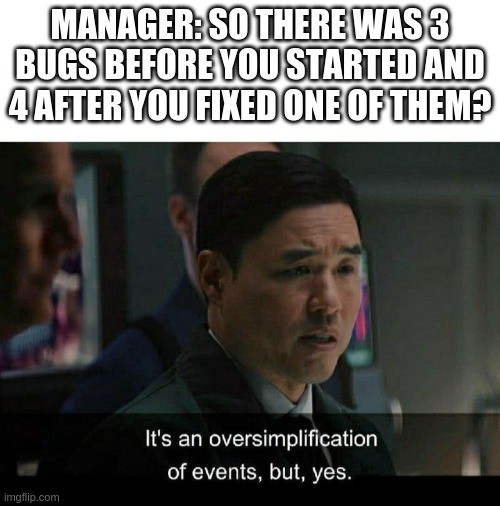 MANAGER: SO THERE WAS 3
BUGS BEFORE YOU STARTED AND
4 AFTER YOU FIXED ONE OF THEM?
It's an oversimplification
of events, but, yes.
imgflip.com